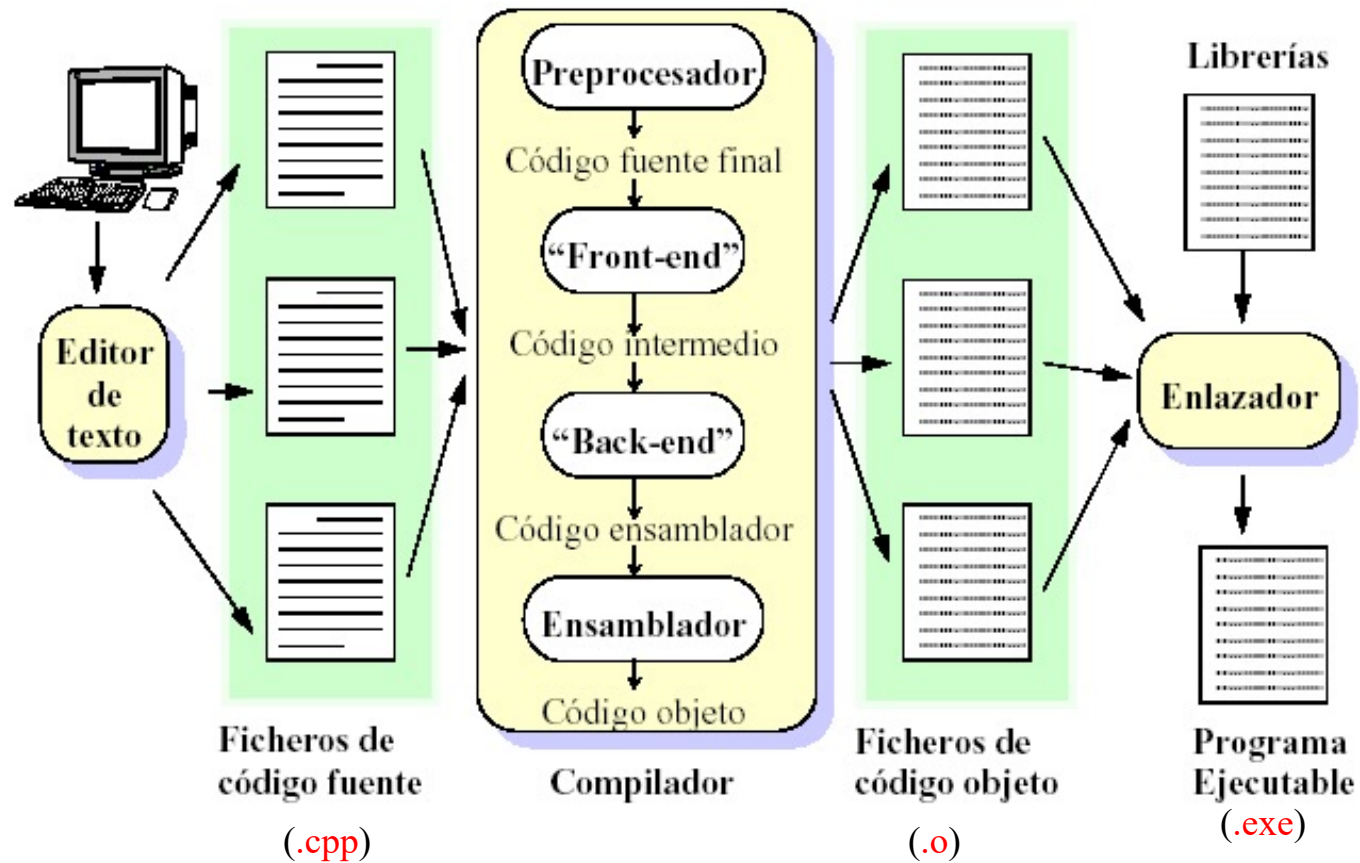 Editor
de
texto
Ficheros de
código fuente
(.cpp)
Preprocesador
Código fuente final
“Front-end”
Código intermedio
“Back-end”
Código ensamblador
Ensamblador
Código objeto
Compilador
Ficheros de
código objeto
(.o)
Librerías
Enlazador
Programa
Ejecutable
(.exe)